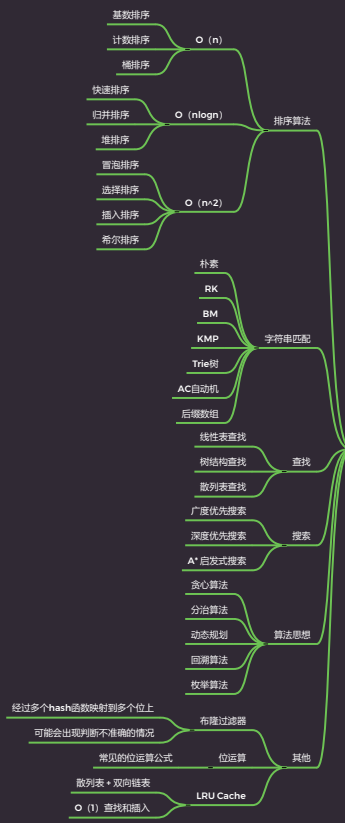 基数排序
计数排序
桶排序
O（n）
快速排序
归并排序
堆排序
O（nlogn）
冒泡排序
选择排序
插入排序
希尔排序
O（n^2）
排序算法
朴素
RK
BM
KMP
Trie树
AC自动机
后缀数组
字符串匹配
线性表查找
树结构查找
散列表查找
查找
广度优先搜索
深度优先搜索
A* 启发式搜索
搜索
贪心算法
分治算法
动态规划
回溯算法
枚举算法
算法思想
经过多个hash函数映射到多个位上
可能会出现判断不准确的情况
布隆过滤器
常见的位运算公式
位运算
散列表 + 双向链表
O（1）查找和插入
LRU Cache
其他